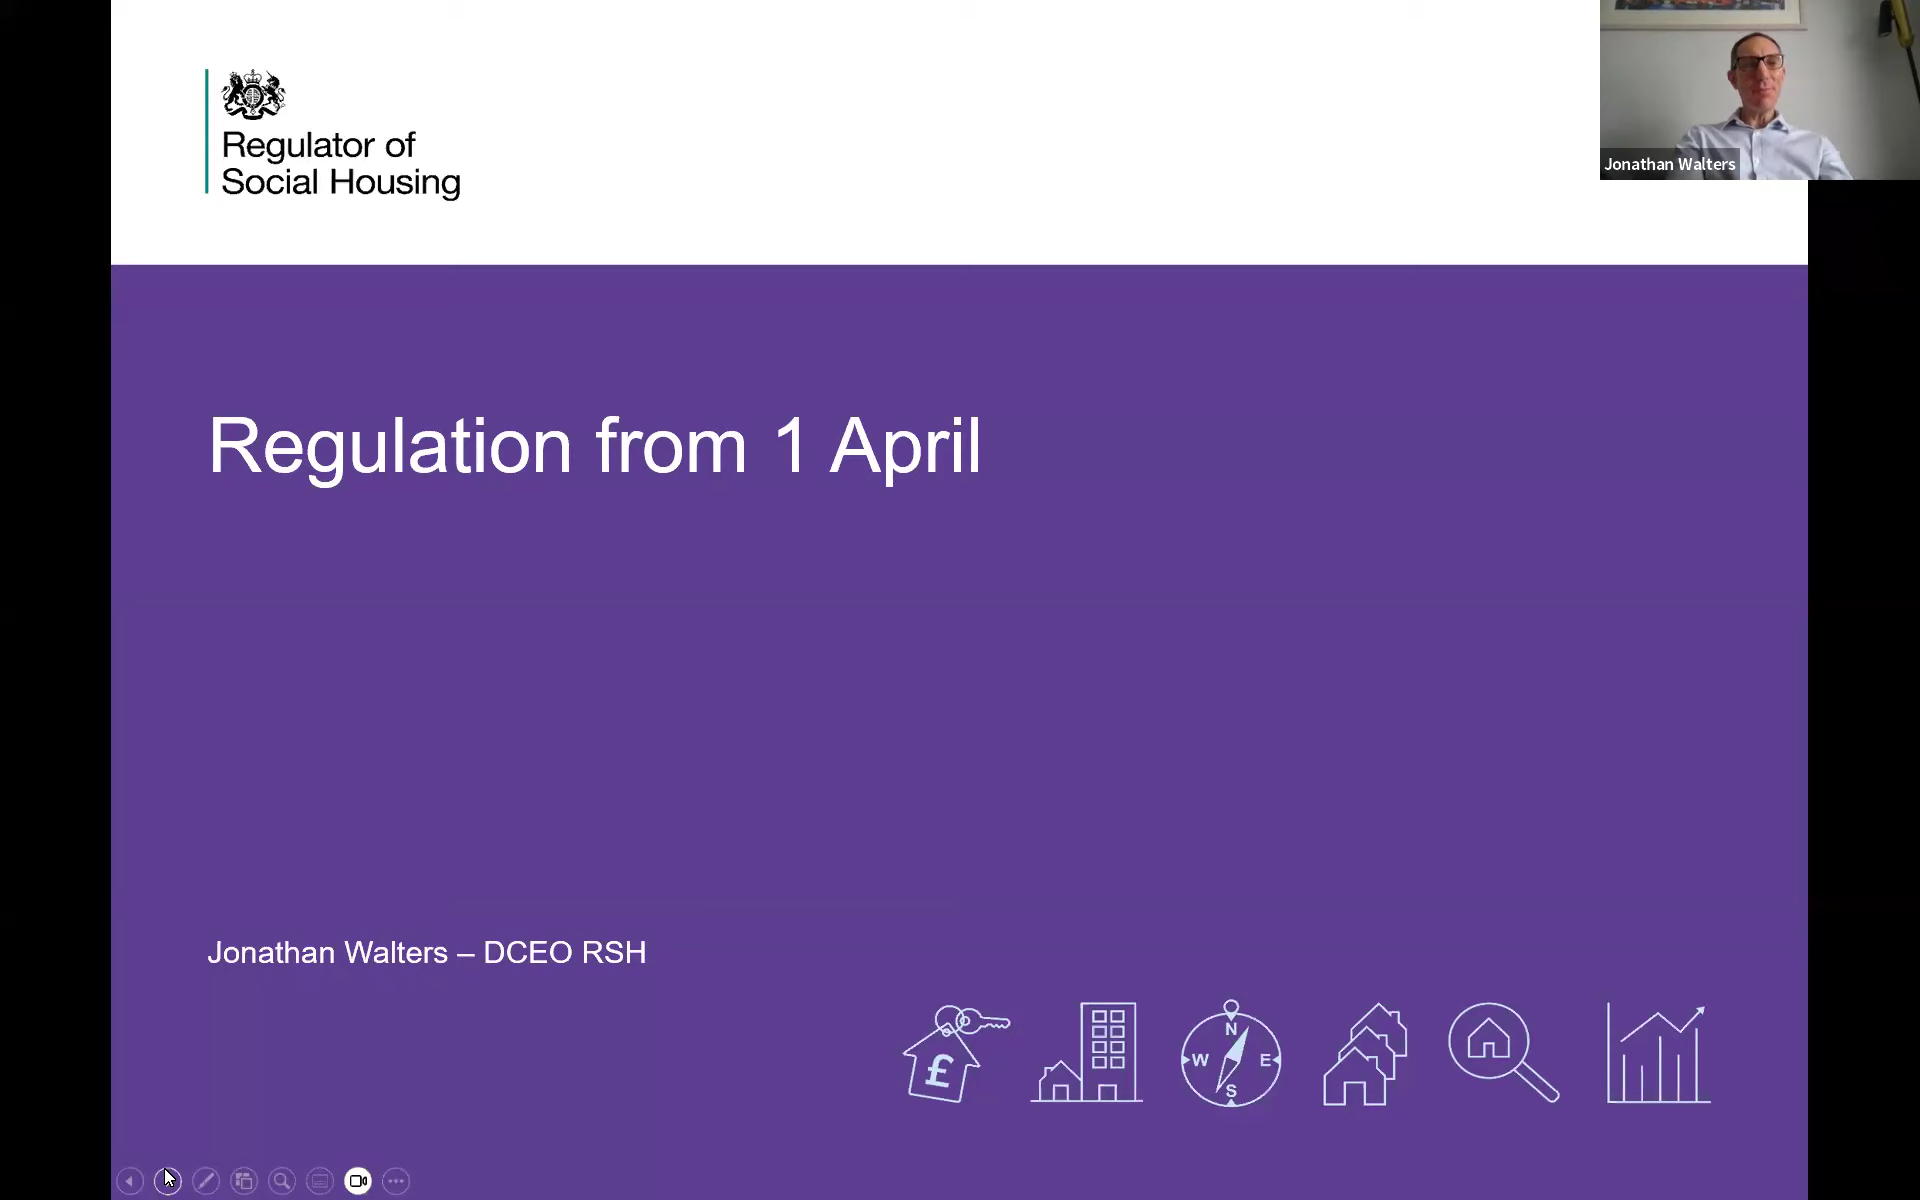 Regulator of
Social Housing
Jonathan Walters
Regulation from 1 April
Jonathan Walters – DCEO RSH
£
N
W E
S